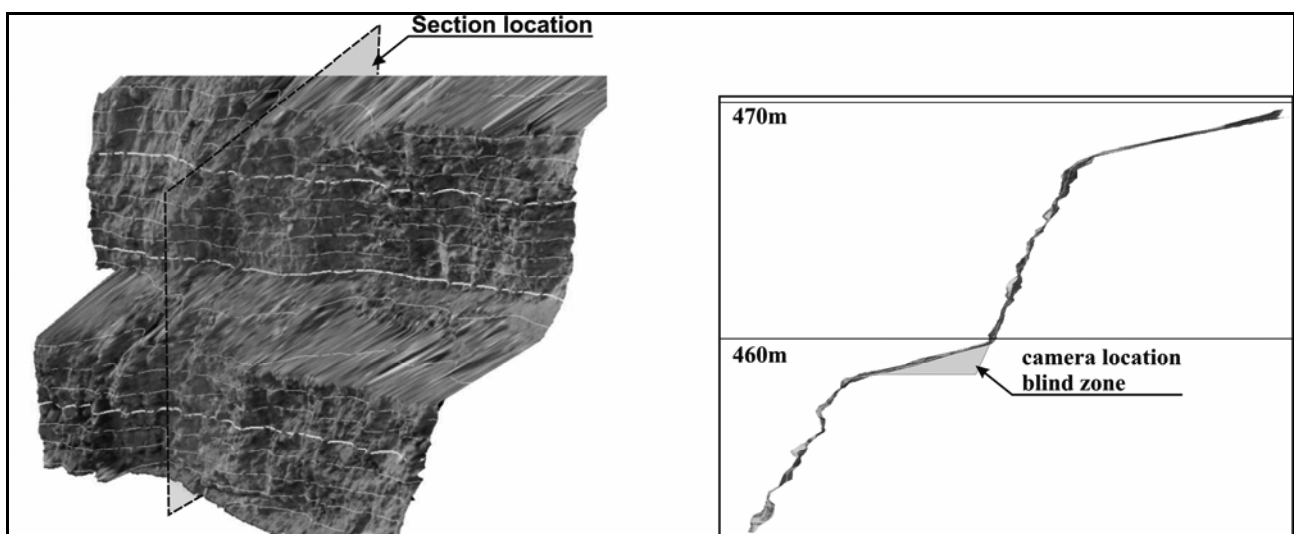 Section location
470m
460m
camera location
blind zone